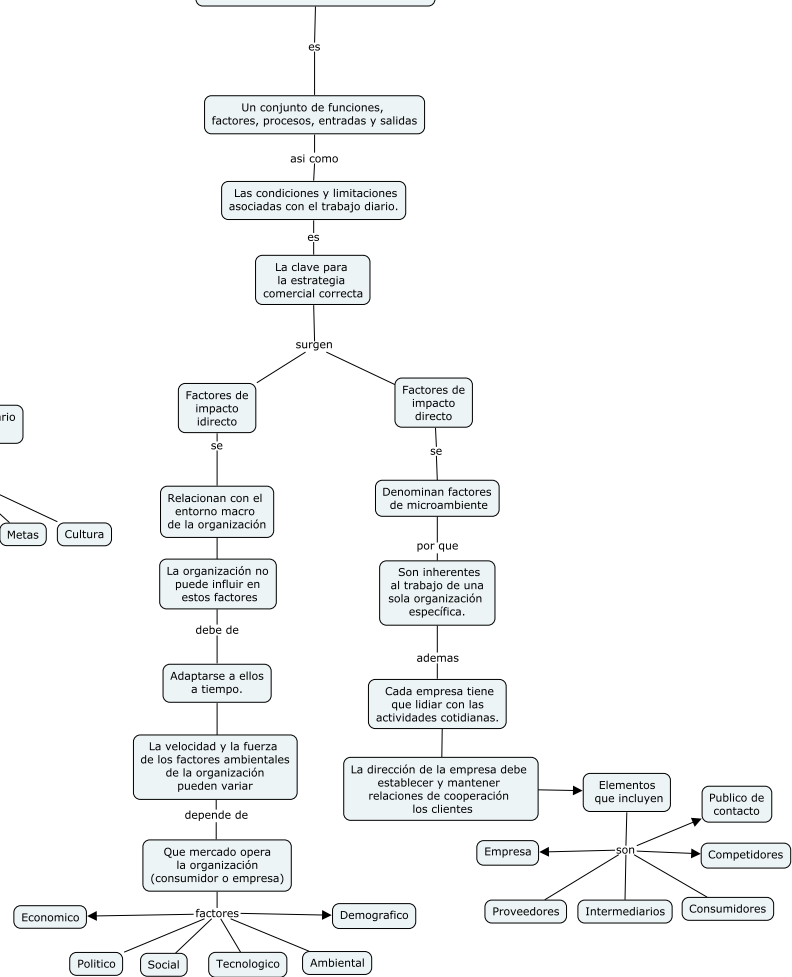 es
Un conjunto de funciones,
factores, procesos, entradas y salidas
asi como
Las condiciones y limitaciones
asociadas con el trabajo diario.
es
La clave para
la estrategia
comercial correcta
surgen
Factores de
impacto
idirecto
se
Relacionan con el
entorno macro
de la organización
La organización no
puede influir en
estos factores
debe de
Adaptarse a ellos
a tiempo.
La velocidad y la fuerza
de los factores ambientales
de la organización
pueden variar
depende de
Que mercado opera
la organización
(consumidor o empresa)
factores
Economico
Politico
Social
Tecnologico
Ambiental
Demografico
Factores de
impacto
directo
se
Denominan factores
de microambiente
por que
Son inherentes
al trabajo de una
sola organización
específica.
ademas
Cada empresa tiene
que lidiar con las
actividades cotidianas.
La dirección de la empresa debe
establecer y mantener
relaciones de cooperación
los clientes
Elementos
que incluyen
son
Empresa
Proveedores
Intermediarios
Consumidores
Competidores
Publico de
contacto
Metas
Cultura